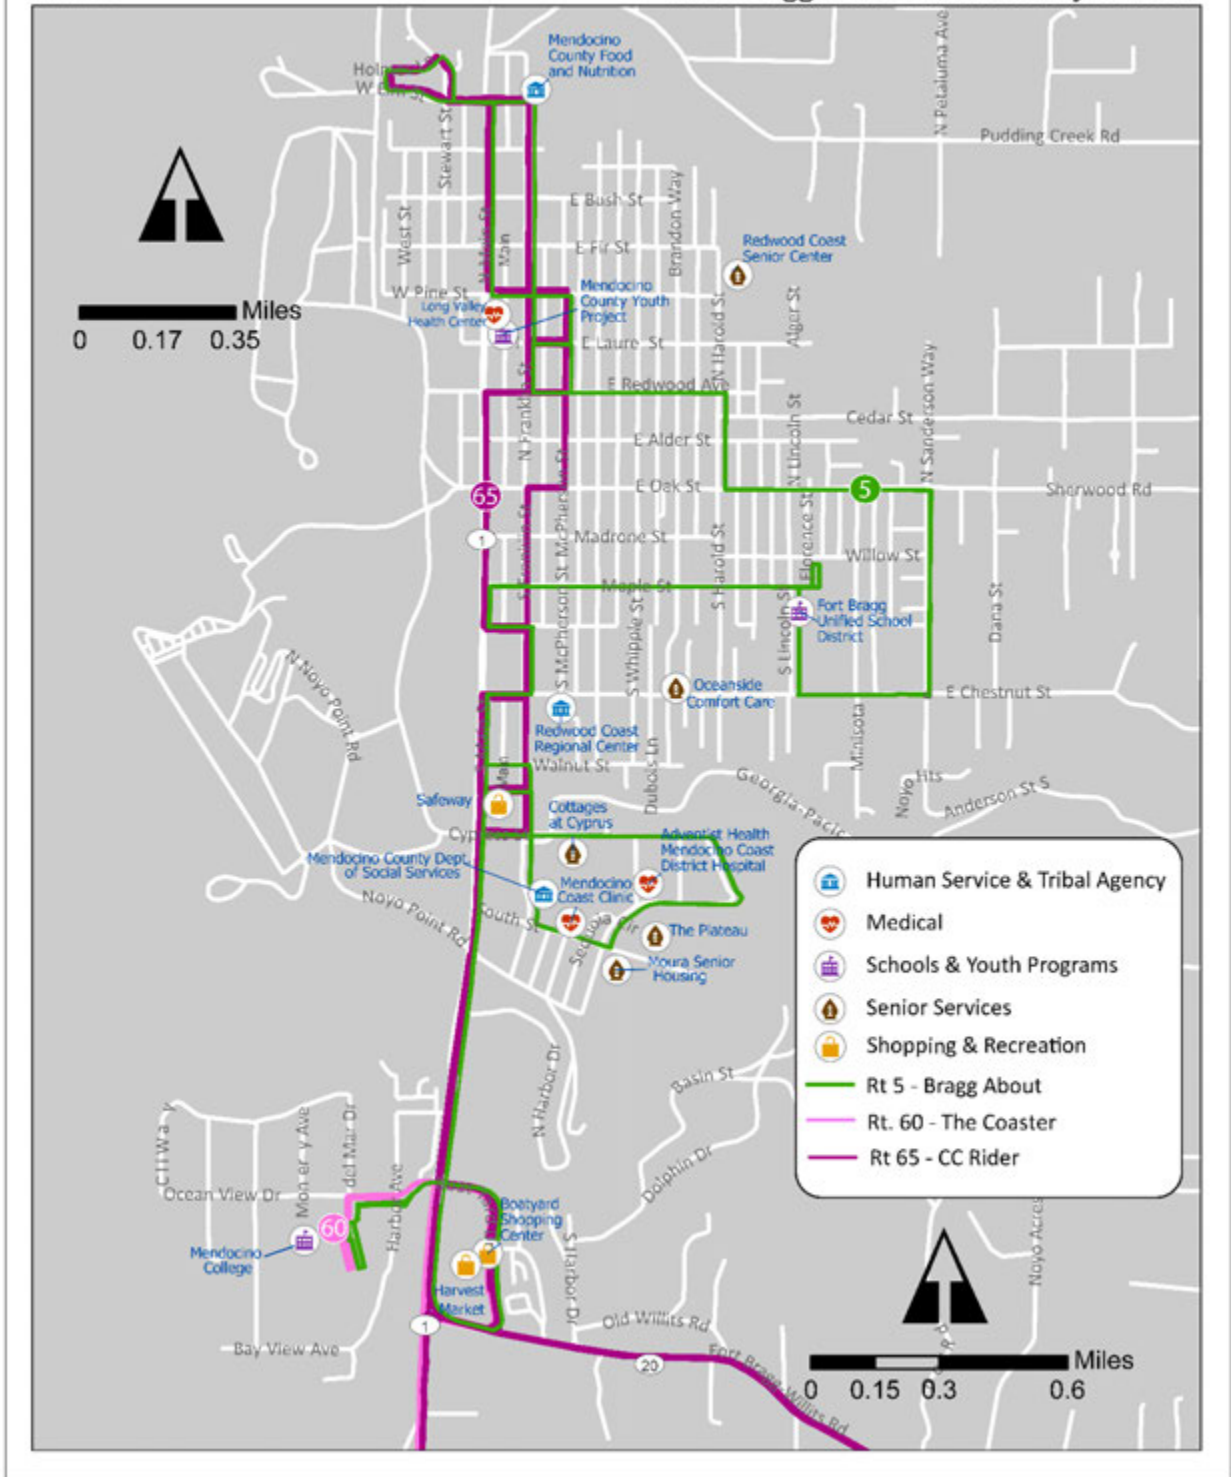 Mendocino
County Food
and Nutrition
Stewart St
N Petaluma Ave
Pudding Creek Rd
E Bush St
Brandon Way
West St
Main
E Fir St
Redwood Coast
Senior Center
W Pine St
Long Valley
Health Center
Mendocino
County Youth
Project
Miles
0 0.17 0.35
N Harold St
Alger St
E Laurel St
E Redwood Ave
N Sanderson Way
Cedar St
N Lincoln St
E Alder St
65
E Oak St
5
Sherwood Rd
1
Madrone St
Florence St
Willow St
S Harold St
Maple St
Dana St
Fort Bragg
Unified School
District
S McPherson St
S Whipple St
S Lincoln St
N Noyo Point Rd
Oceanside
Comfort Care
E Chestnut St
Redwood Coast
Regional Center
Minisota
Main
Walnut St
Dubois Ln
Noyo Hts
Anderson St S
Georgia-Pacic
Safeway
Cottages
at Cyprus
Adventist Health
Mendocino Coast
District Hospital
Mendocino County Dept
of Social Services
Mendocino
Coast Clinic
Noyo Point Rd
South St
The Plateau
Moura Senior
Housing
Human Service & Tribal Agency
Medical
Schools & Youth Programs
Senior Services
Shopping & Recreation
Rt 5 - Bragg About
Rt. 60 - The Coaster
Rt 65 - CC Rider
N Harbor Dr
Basin St
Dolphin Dr
del Mar Dr
Ocean View Dr
Harbor Ave
60
Mendocino
College
Boatyard
Shopping
Center
Harvest
Market
S Harbor Dr
Noyo Acres
1
Old Willits Rd
Bay View Ave
20
Fort Bragg-Willits Rd
Miles
0 0.15 0.3 0.6